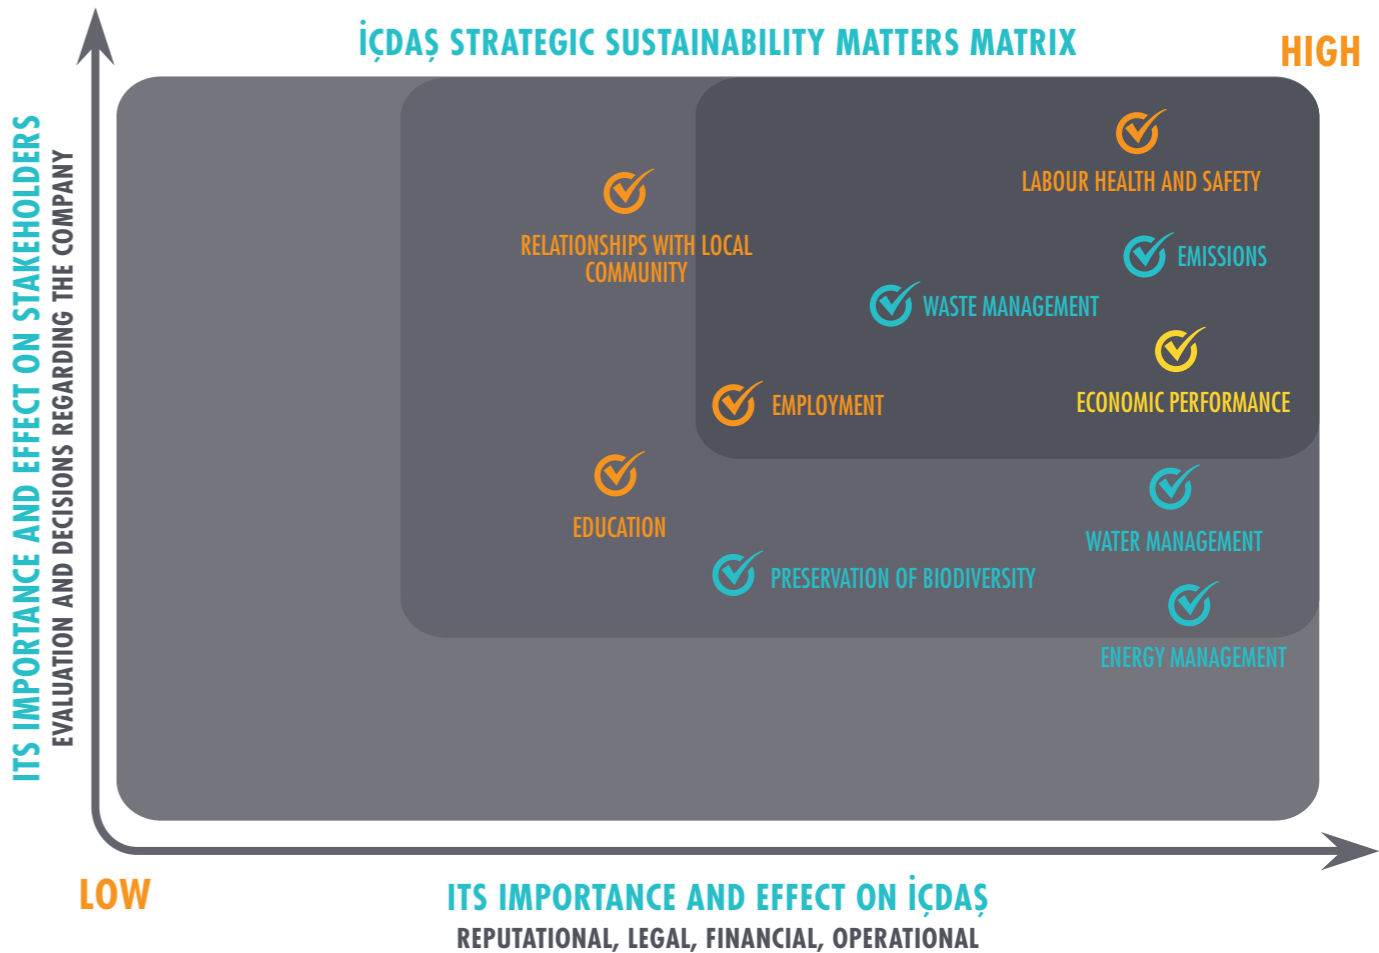 İÇDAŞ STRATEGIC SUSTAINABILITY MATTERS MATRIX
HIGH
ITS IMPORTANCE AND EFFECT ON STAKEHOLDERS
EVALUATION AND DECISIONS REGARDING THE COMPANY
LABOUR HEALTH AND SAFETY
RELATIONSHIPS WITH LOCAL
COMMUNITY
EMISSIONS
WASTE MANAGEMENT
ECONOMIC PERFORMANCE
EMPLOYMENT
EDUCATION
WATER MANAGEMENT
PRESERVATION OF BIODIVERSITY
ENERGY MANAGEMENT
LOW
ITS IMPORTANCE AND EFFECT ON İÇDAŞ
REPUTATIONAL, LEGAL, FINANCIAL, OPERATIONAL